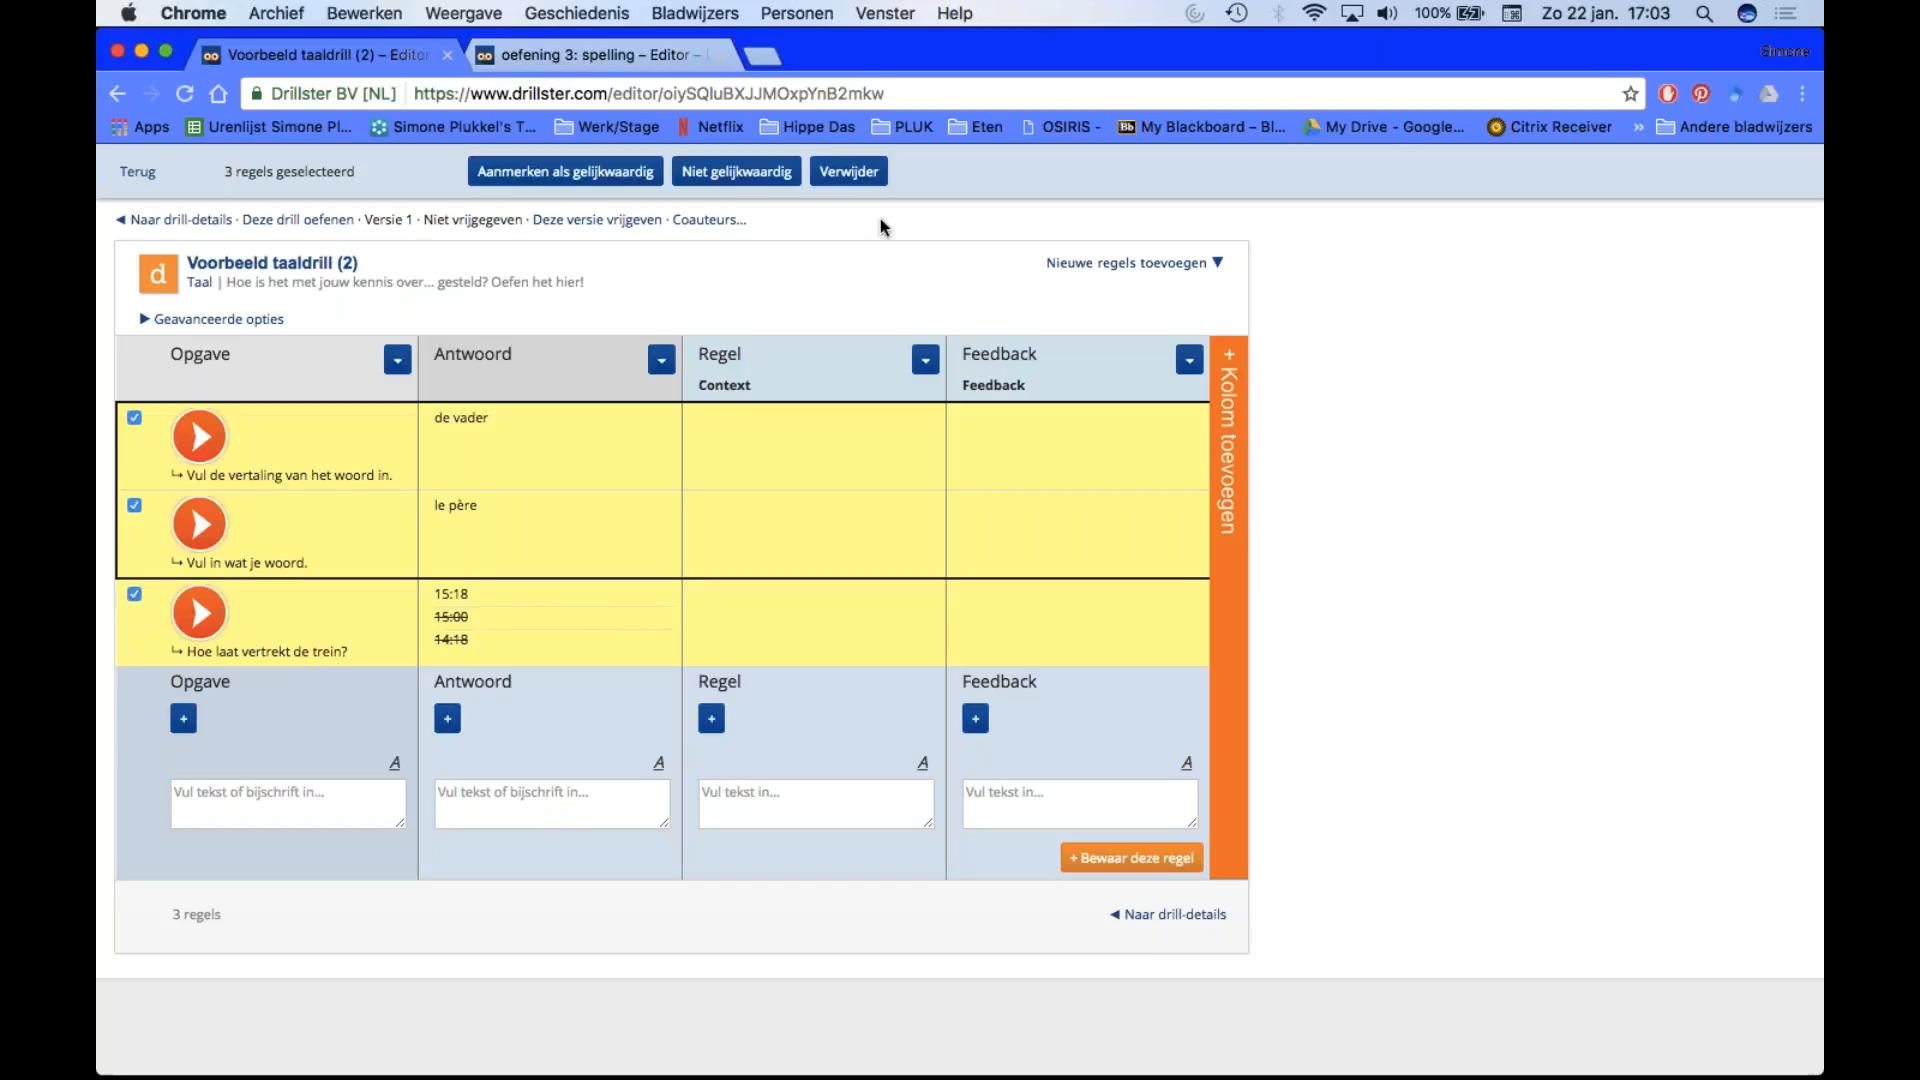 Chrome Archief Bewerken Weergave Geschiedenis Bladwijzers Personen Venster Help 100% Zo 22 jan. 17:03
Voorbeeld taaldrill (2) – Editor oefening 3: spelling – Editor – Simone
Drillster BV [NL] https://www.drillster.com/editor/oiySQIuBXJJMOxpYnB2mkw
Apps Urenlijst Simone Pl... Simone Plukkel's T... Werk/Stage Netflix Hippe Das PLUK Eten OSIRIS - Bb My Blackboard – Bl... My Drive - Google... Citrix Receiver » Andere bladwijzers
Terug 3 regels geselecteerd Aanmerken als gelijkwaardig Niet gelijkwaardig Verwijder
◀ Naar drill-details · Deze drill oefenen · Versie 1 · Niet vrijgegeven · Deze versie vrijgeven · Coauteurs...
d Voorbeeld taaldrill (2) Nieuwe regels toevoegen ▼
Taal | Hoe is het met jouw kennis over... gesteld? Oefen het hier!
▶ Geavanceerde opties
Opgave Antwoord Regel Feedback
Context Feedback
+ Kolom toevoegen
de vader
↳ Vul de vertaling van het woord in.
le père
↳ Vul in wat je woord.
15:18
15:00
14:18
↳ Hoe laat vertrekt de trein?
Opgave Antwoord Regel Feedback
+ + + +
A A A A
Vul tekst of bijschrift in... Vul tekst of bijschrift in... Vul tekst in... Vul tekst in...
+ Bewaar deze regel
3 regels ◀ Naar drill-details